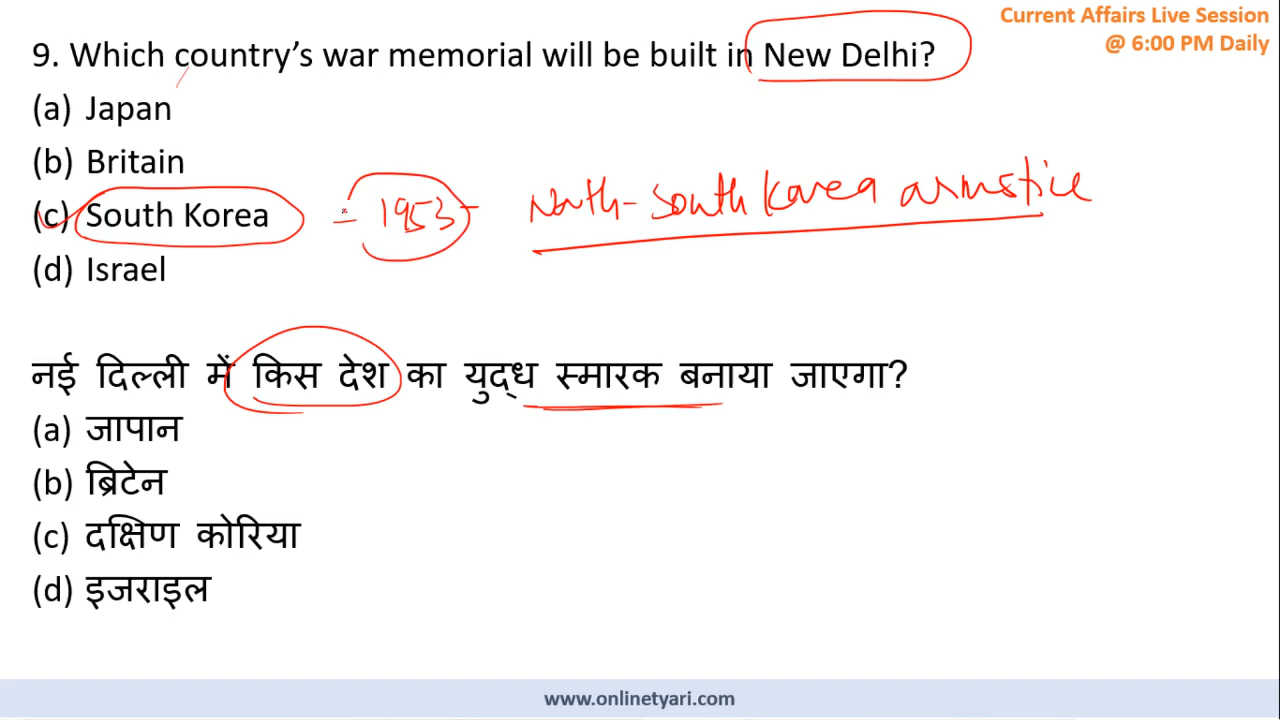 Current Affairs Live Session
@ 6:00 PM Daily
9. Which country’s war memorial will be built in New Delhi?
(a) Japan
(b) Britain
(c) South Korea = 1953 - North-South Korea armstice
(d) Israel
नई दिल्ली में किस देश का युद्ध स्मारक बनाया जाएगा?
(a) जापान
(b) ब्रिटेन
(c) दक्षिण कोरिया
(d) इजराइल
www.onlinetyari.com